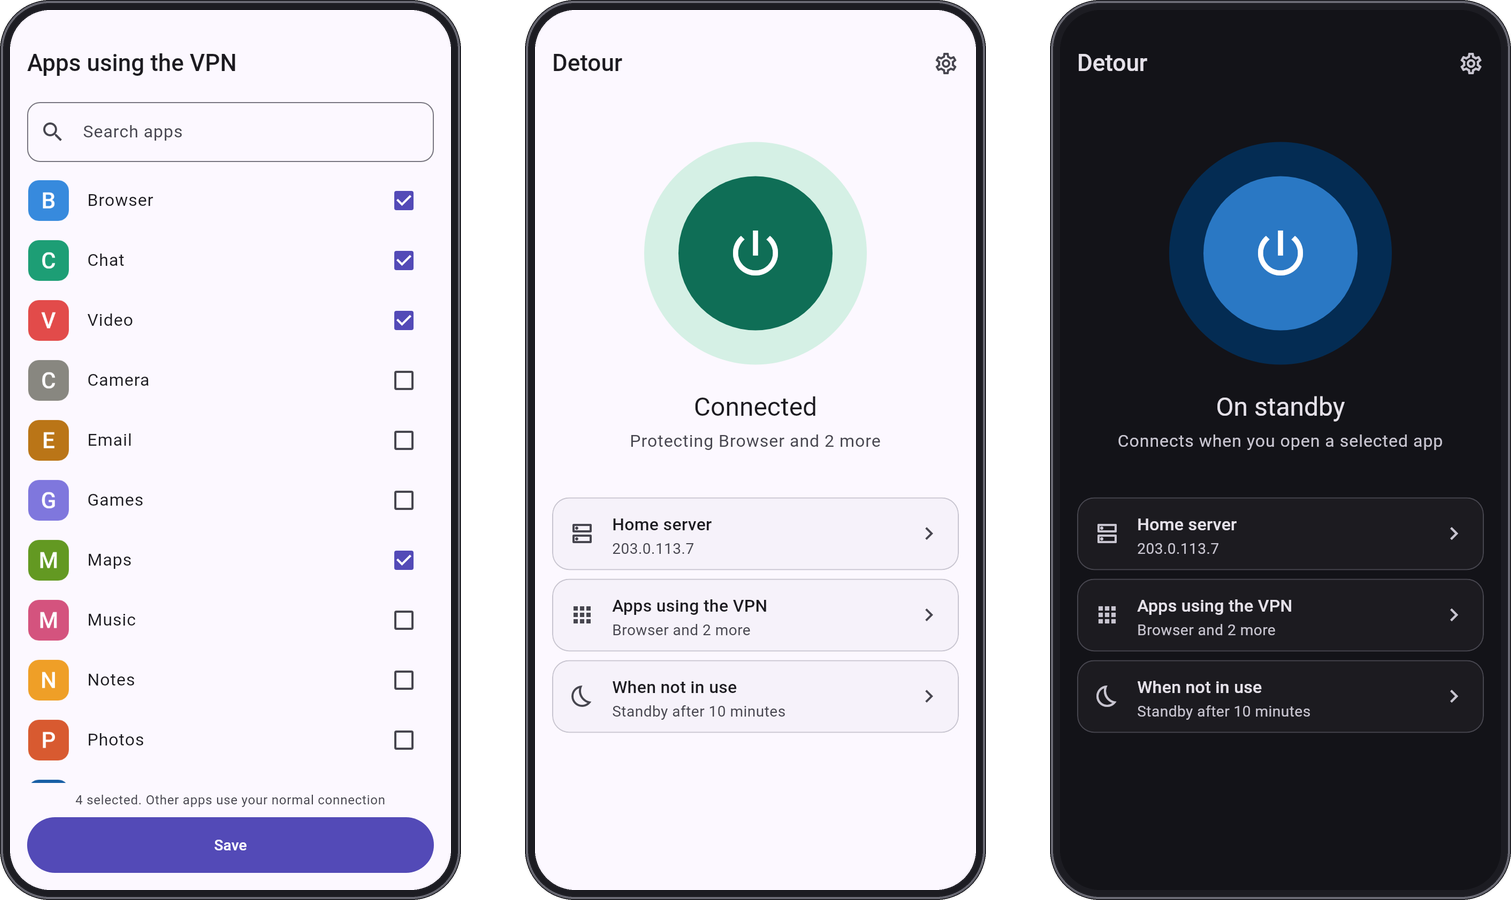 Apps using the VPN
Search apps
B Browser
C Chat
V Video
C Camera
E Email
G Games
M Maps
M Music
N Notes
P Photos
4 selected. Other apps use your normal connection
Save
Detour
Connected
Protecting Browser and 2 more
Home server
203.0.113.7
Apps using the VPN
Browser and 2 more
When not in use
Standby after 10 minutes
Detour
On standby
Connects when you open a selected app
Home server
203.0.113.7
Apps using the VPN
Browser and 2 more
When not in use
Standby after 10 minutes